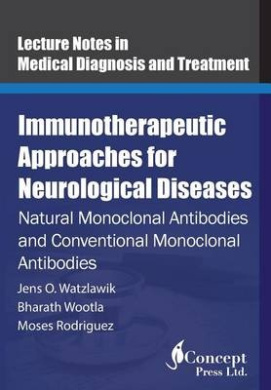 Lecture Notes in
Medical Diagnosis and Treatment
Immunotherapeutic
Approaches for
Neurological Diseases
Natural Monoclonal Antibodies
and Conventional Monoclonal
Antibodies
Jens O. Watzlawik
Bharath Wootla
Moses Rodriguez
iConcept
Press Ltd.